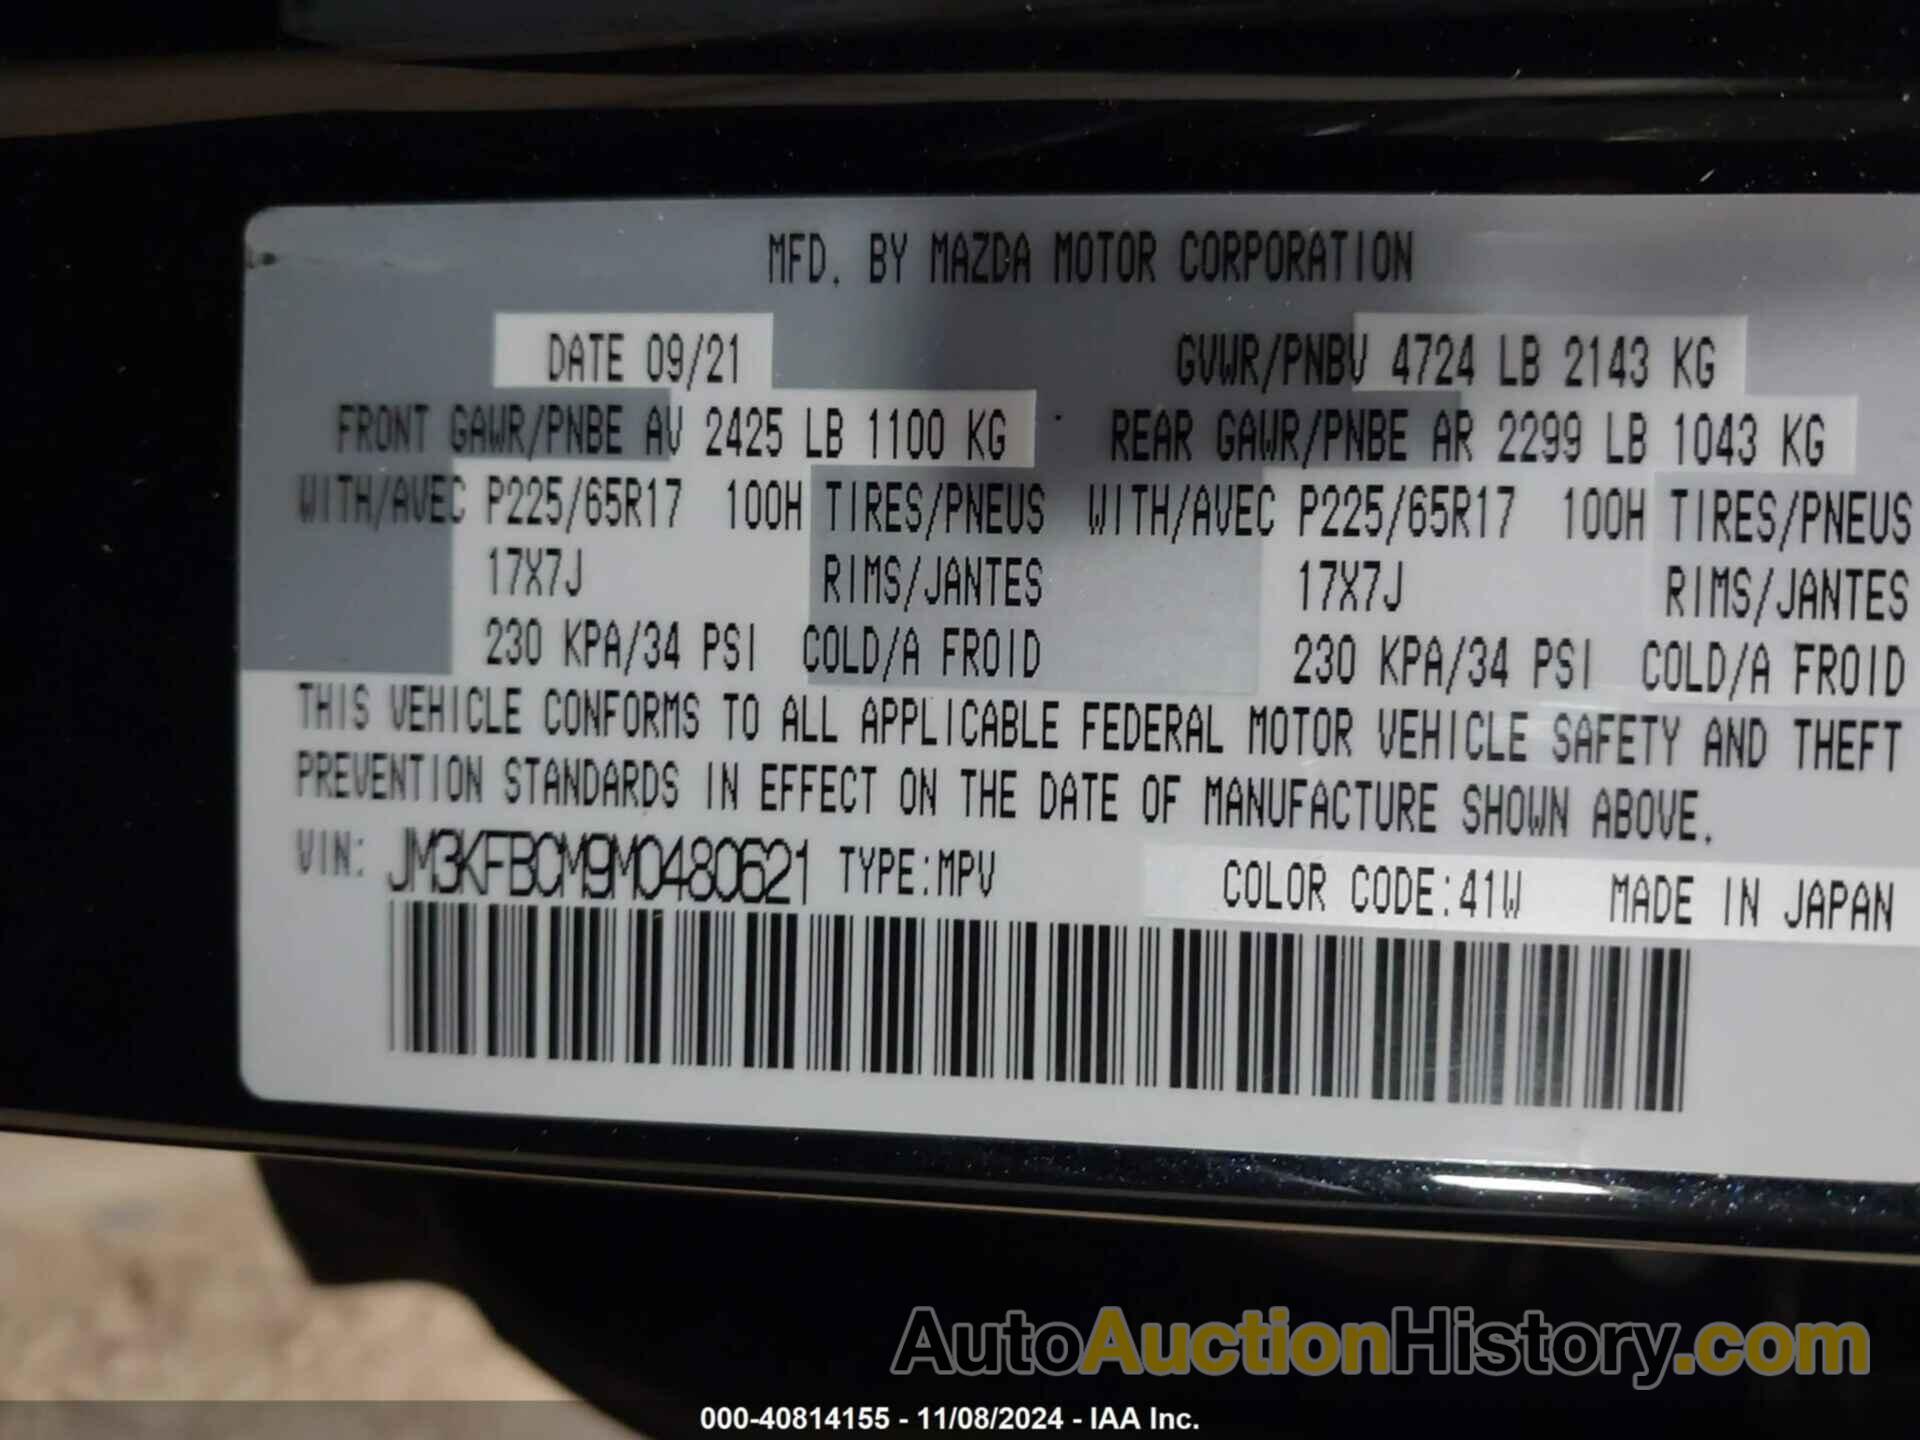 MFD. BY MAZDA MOTOR CORPORATION
DATE 09/21 GVWR/PNBV 4724 LB 2143 KG
FRONT GAWR/PNBE AV 2425 LB 1100 KG REAR GAWR/PNBE AR 2299 LB 1043 KG
WITH/AVEC P225/65R17 100H TIRES/PNEUS WITH/AVEC P225/65R17 100H TIRES/PNEUS
17X7J RIMS/JANTES 17X7J RIMS/JANTES
230 KPA/34 PSI COLD/A FROID 230 KPA/34 PSI COLD/A FROID
THIS VEHICLE CONFORMS TO ALL APPLICABLE FEDERAL MOTOR VEHICLE SAFETY AND THEFT
PREVENTION STANDARDS IN EFFECT ON THE DATE OF MANUFACTURE SHOWN ABOVE.
VIN: JM3KFBCM9M0480621 TYPE:MPV COLOR CODE:41W MADE IN JAPAN
AutoAuctionHistory.com
000-40814155 - 11/08/2024 - IAA Inc.